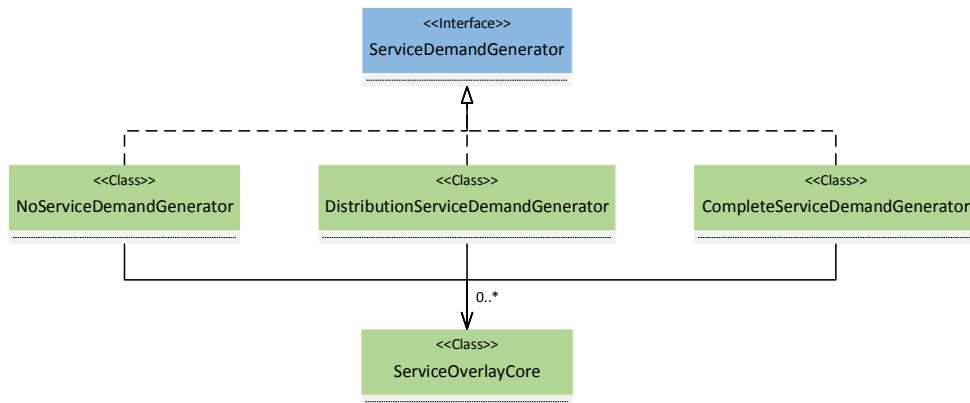 <<Interface>>
ServiceDemandGenerator
<<Class>>
NoServiceDemandGenerator
<<Class>>
DistributionServiceDemandGenerator
<<Class>>
CompleteServiceDemandGenerator
0..*
<<Class>>
ServiceOverlayCore